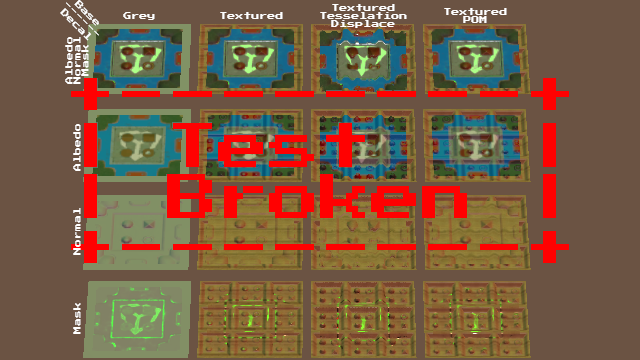 Base
Decal
Grey
Textured
Textured
Tesselation
Displace
Textured
POM
Albedo
Normal
Mask
Albedo
Normal
Mask
Test
Broken